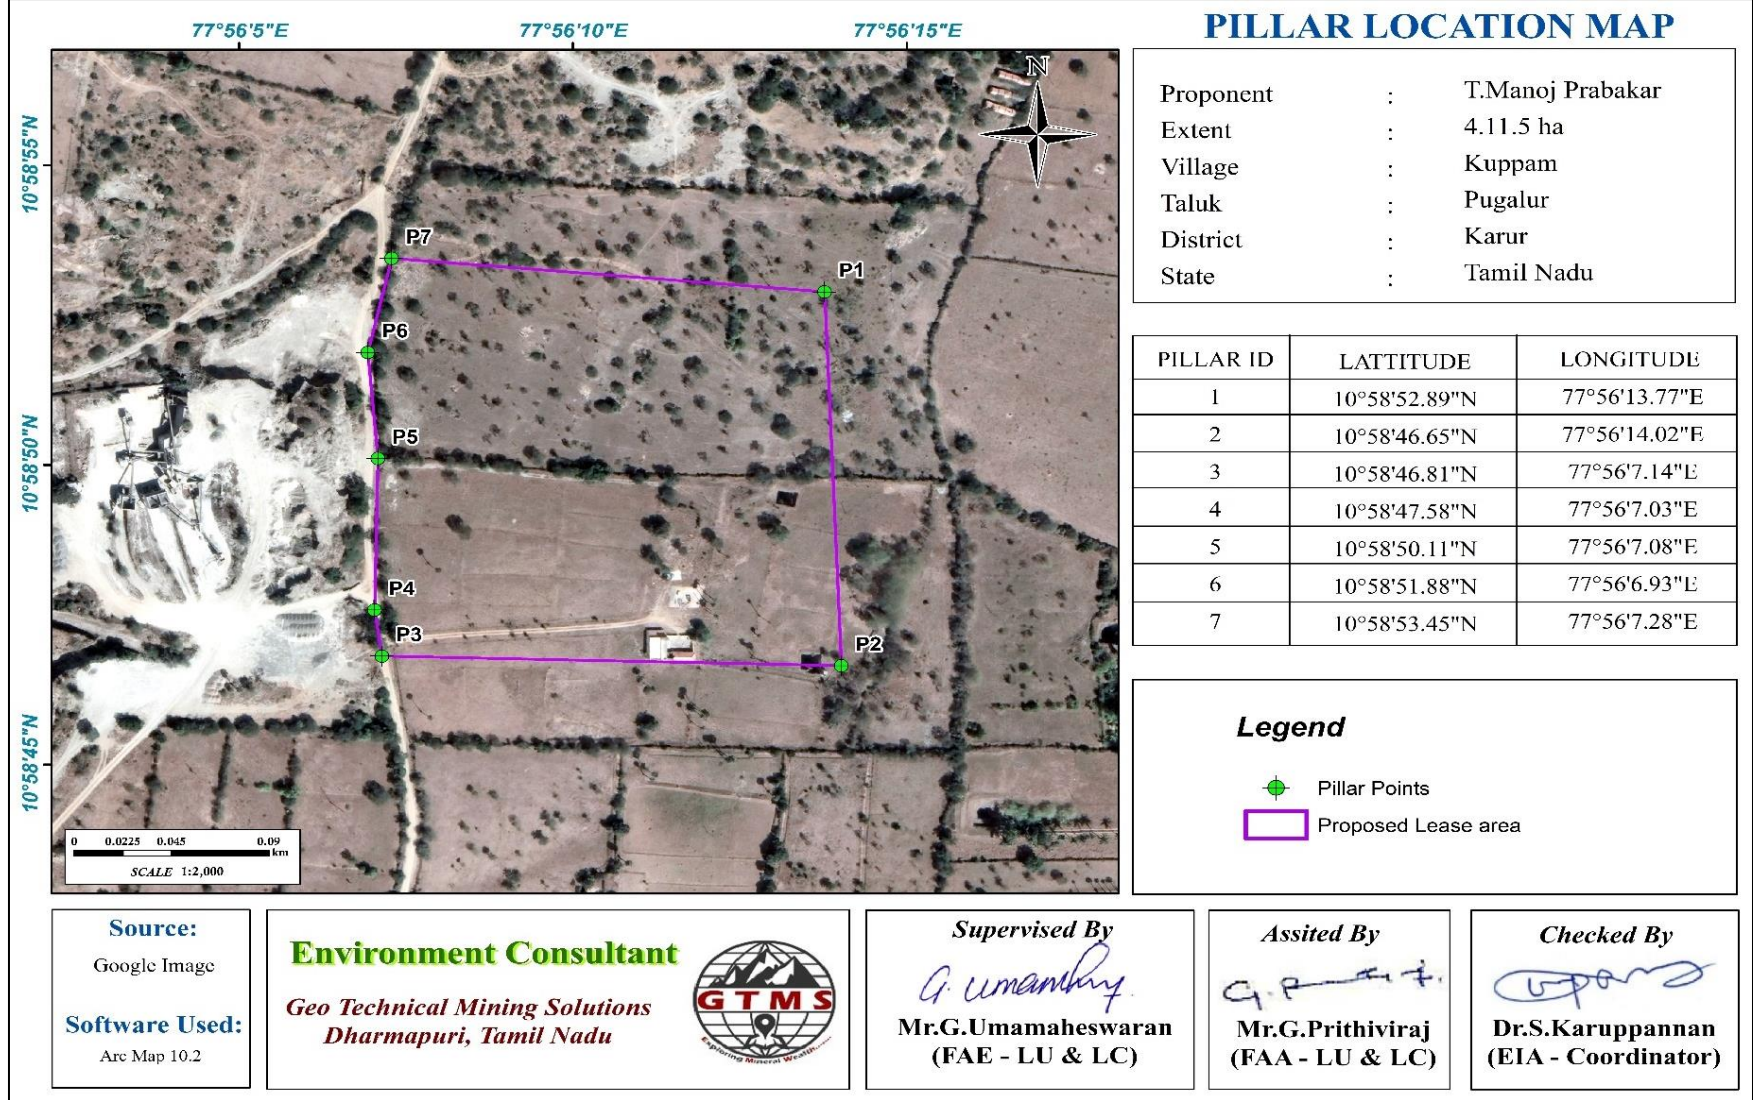 77°56'5"E 77°56'10"E 77°56'15"E
10°58'55"N
10°58'50"N
10°58'45"N
N
P7
P1
P6
P5
P4
P3
P2
0 0.0225 0.045 0.09
km
SCALE 1:2,000
PILLAR LOCATION MAP
Proponent : T.Manoj Prabakar
Extent : 4.11.5 ha
Village : Kuppam
Taluk : Pugalur
District : Karur
State : Tamil Nadu
PILLAR ID LATTITUDE LONGITUDE
1 10°58'52.89"N 77°56'13.77"E
2 10°58'46.65"N 77°56'14.02"E
3 10°58'46.81"N 77°56'7.14"E
4 10°58'47.58"N 77°56'7.03"E
5 10°58'50.11"N 77°56'7.08"E
6 10°58'51.88"N 77°56'6.93"E
7 10°58'53.45"N 77°56'7.28"E
Legend
Pillar Points
Proposed Lease area
Source:
Google Image
Software Used:
Arc Map 10.2
Environment Consultant
Geo Technical Mining Solutions
Dharmapuri, Tamil Nadu
GTMS
Exploring Mineral Wealth
Supervised By
Mr.G.Umamaheswaran
(FAE - LU & LC)
Assited By
Mr.G.Prithiviraj
(FAA - LU & LC)
Checked By
Dr.S.Karuppannan
(EIA - Coordinator)